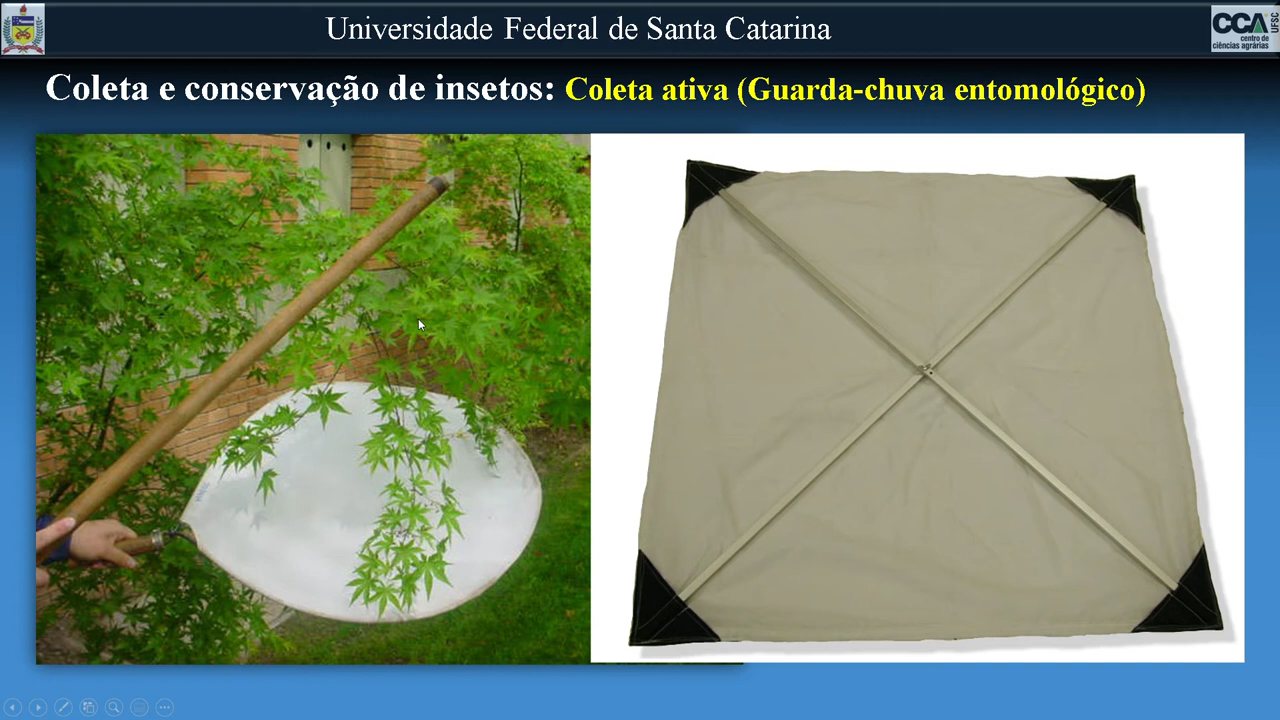 Universidade Federal de Santa Catarina
CCA
UFSC
centro de
ciências agrárias
Coleta e conservação de insetos: Coleta ativa (Guarda-chuva entomológico)